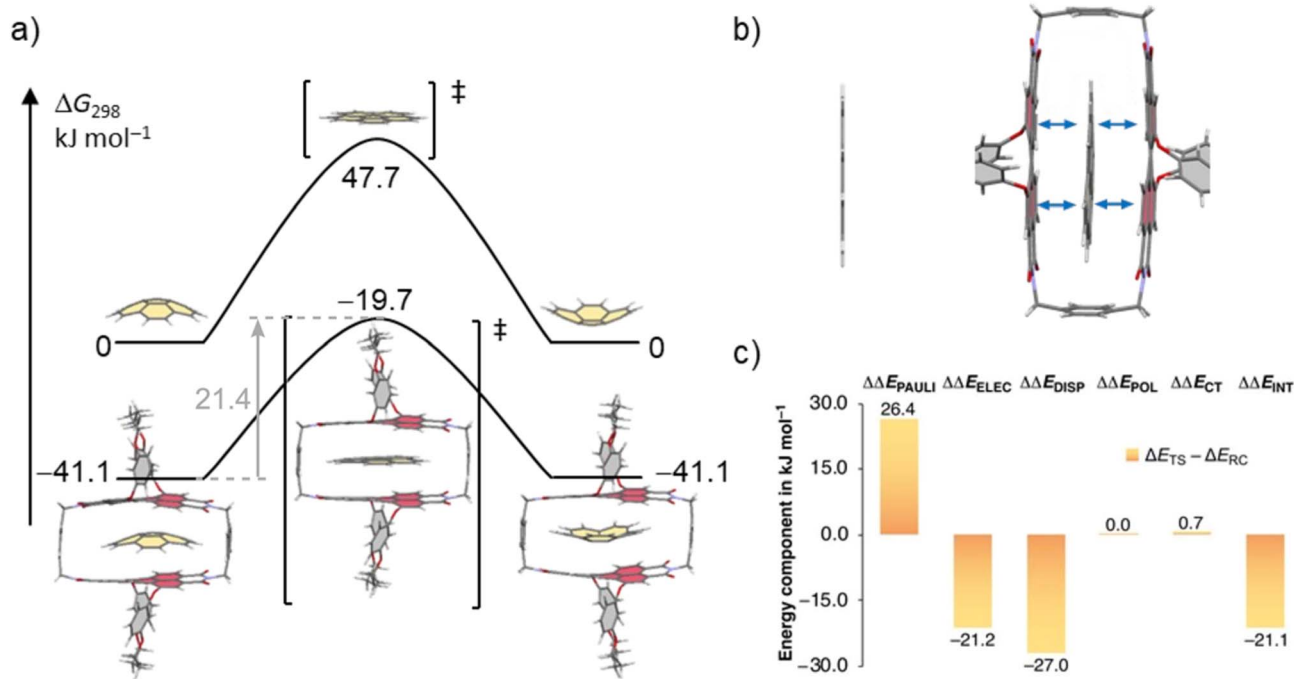 a)
ΔG298
kJ mol−1
‡
47.7
0
0
−19.7
‡
21.4
−41.1
−41.1
b)
c)
ΔΔEPAULI ΔΔEELEC ΔΔEDISP ΔΔEPOL ΔΔECT ΔΔEINT
Energy component in kJ mol−1
30.0
15.0
0.0
−15.0
−30.0
26.4
−21.2
−27.0
0.0
0.7
−21.1
ΔETS − ΔERC